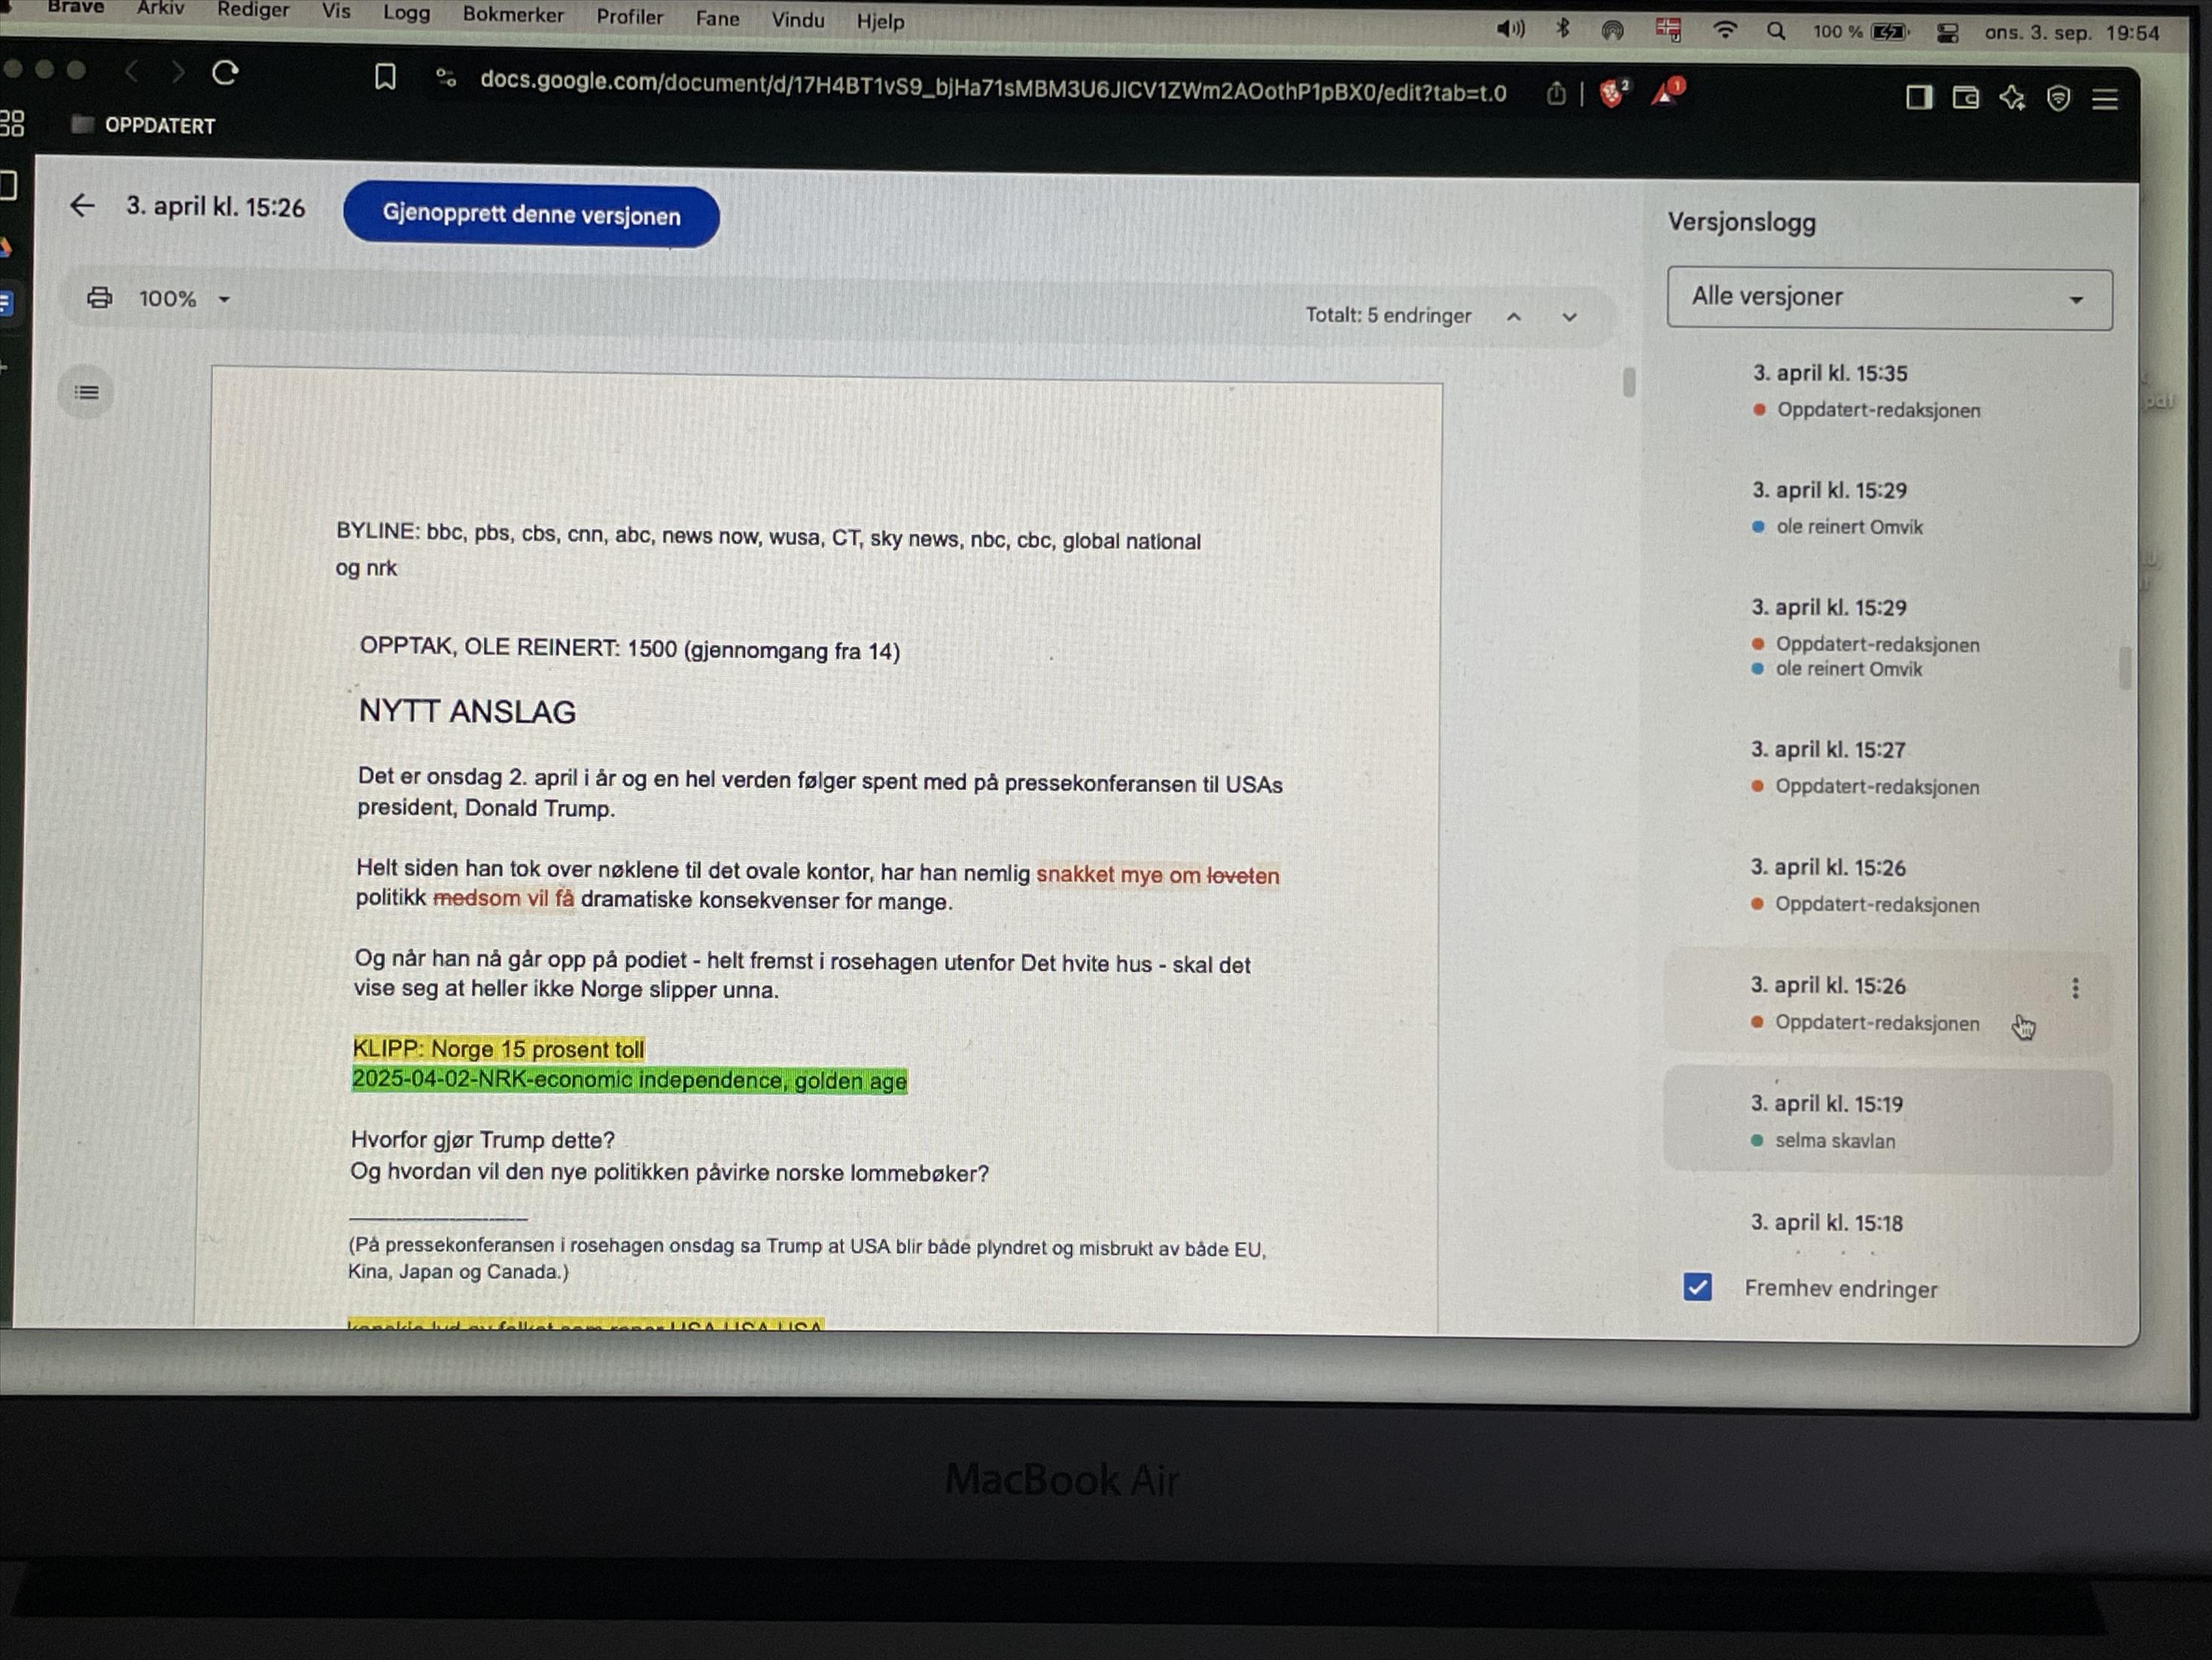 Brave Arkiv Rediger Vis Logg Bokmerker Profiler Fane Vindu Hjelp 100 % ons. 3. sep. 19:54
docs.google.com/document/d/17H4BT1vS9_bjHa71sMBM3U6JICV1ZWm2AOothP1pBX0/edit?tab=t.0 2 1
OPPDATERT
3. april kl. 15:26 Gjenopprett denne versjonen
100% Totalt: 5 endringer
BYLINE: bbc, pbs, cbs, cnn, abc, news now, wusa, CT, sky news, nbc, cbc, global national
og nrk
OPPTAK, OLE REINERT: 1500 (gjennomgang fra 14)
NYTT ANSLAG
Det er onsdag 2. april i år og en hel verden følger spent med på pressekonferansen til USAs
president, Donald Trump.
Helt siden han tok over nøklene til det ovale kontor, har han nemlig snakket mye om loveten
politikk medsom vil få dramatiske konsekvenser for mange.
Og når han nå går opp på podiet - helt fremst i rosehagen utenfor Det hvite hus - skal det
vise seg at heller ikke Norge slipper unna.
KLIPP: Norge 15 prosent toll
2025-04-02-NRK-economic independence, golden age
Hvorfor gjør Trump dette?
Og hvordan vil den nye politikken påvirke norske lommebøker?
(På pressekonferansen i rosehagen onsdag sa Trump at USA blir både plyndret og misbrukt av både EU,
Kina, Japan og Canada.)
USA USA USA
Versjonslogg
Alle versjoner
3. april kl. 15:35
Oppdatert-redaksjonen
3. april kl. 15:29
ole reinert Omvik
3. april kl. 15:29
Oppdatert-redaksjonen
ole reinert Omvik
3. april kl. 15:27
Oppdatert-redaksjonen
3. april kl. 15:26
Oppdatert-redaksjonen
3. april kl. 15:26
Oppdatert-redaksjonen
3. april kl. 15:19
selma skavlan
3. april kl. 15:18
Fremhev endringer
pdf
MacBook Air